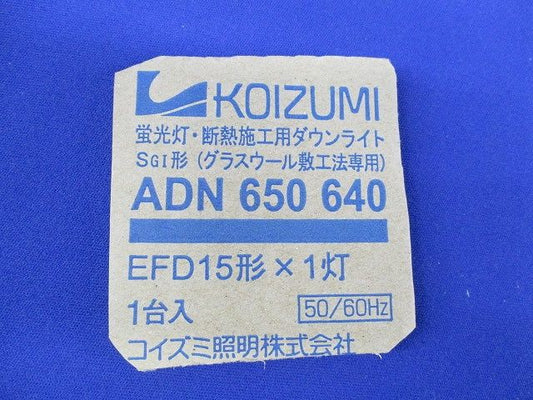 KOIZUMI
蛍光灯・断熱施工用ダウンライト
SGI形 (グラスウール敷工法専用)
ADN 650 640
EFD15形×1灯
1台入 50/60Hz
コイズミ照明株式会社